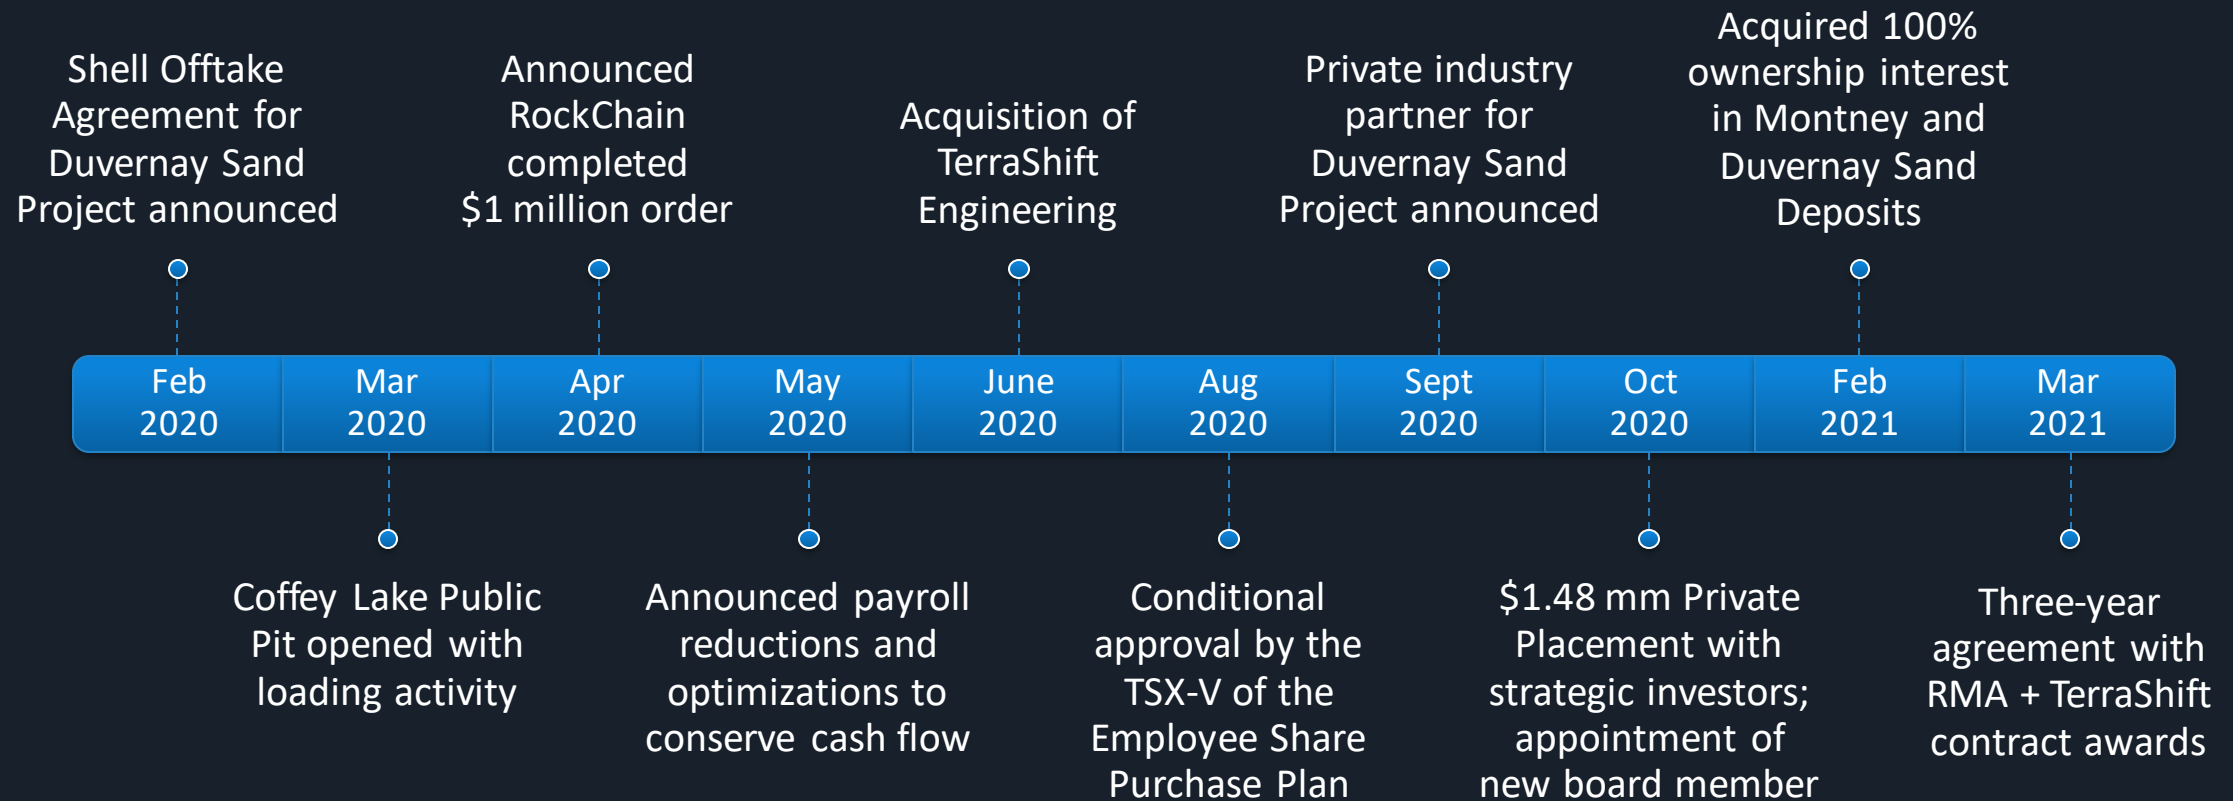 Shell Offtake
Agreement for
Duvernay Sand
Project announced
Announced
RockChain
completed
$1 million order
Acquisition of
TerraShift
Engineering
Private industry
partner for
Duvernay Sand
Project announced
Acquired 100%
ownership interest
in Montney and
Duvernay Sand
Deposits
Feb
2020
Mar
2020
Apr
2020
May
2020
June
2020
Aug
2020
Sept
2020
Oct
2020
Feb
2021
Mar
2021
Coffey Lake Public
Pit opened with
loading activity
Announced payroll
reductions and
optimizations to
conserve cash flow
Conditional
approval by the
TSX-V of the
Employee Share
Purchase Plan
$1.48 mm Private
Placement with
strategic investors;
appointment of
new board member
Three-year
agreement with
RMA + TerraShift
contract awards